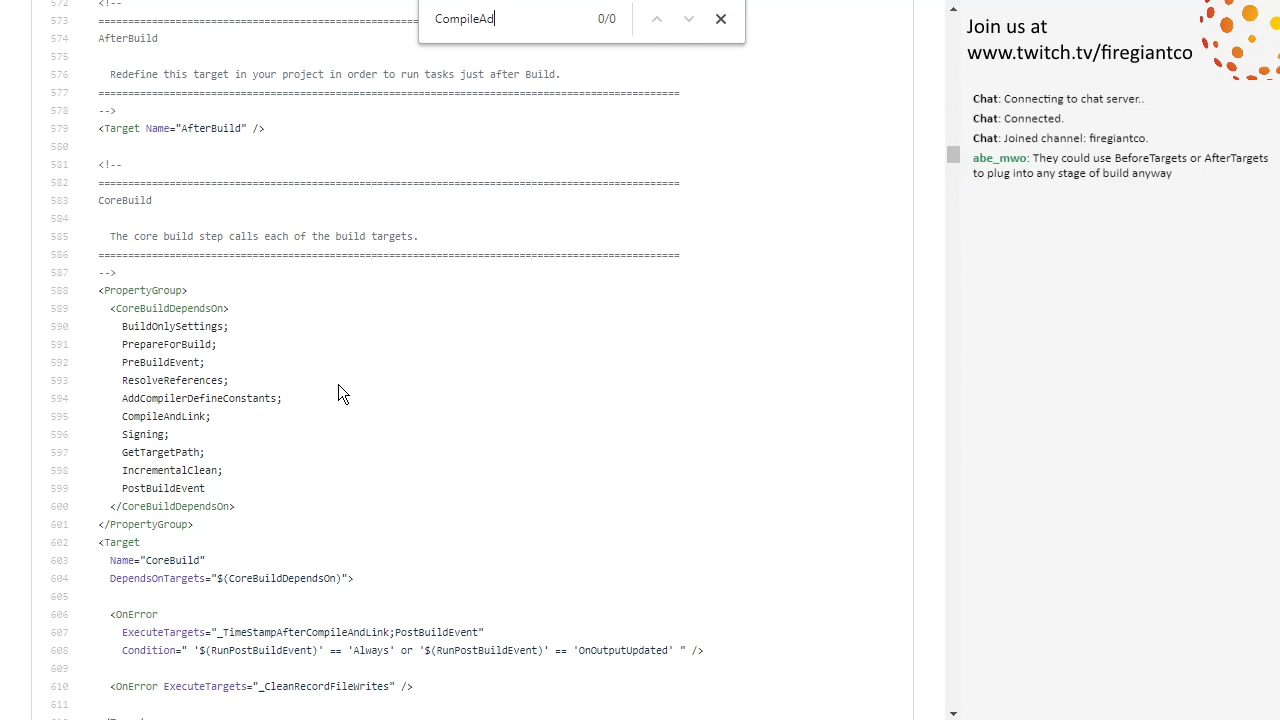 572 <!--
573 =================================================
574 AfterBuild
575
576 Redefine this target in your project in order to run tasks just after Build.
577 ==================================================================================================
578 -->
579 <Target Name="AfterBuild" />
580
581 <!--
582 ==================================================================================================
583 CoreBuild
584
585 The core build step calls each of the build targets.
586 ==================================================================================================
587 -->
588 <PropertyGroup>
589 <CoreBuildDependsOn>
590 BuildOnlySettings;
591 PrepareForBuild;
592 PreBuildEvent;
593 ResolveReferences;
594 AddCompilerDefineConstants;
595 CompileAndLink;
596 Signing;
597 GetTargetPath;
598 IncrementalClean;
599 PostBuildEvent
600 </CoreBuildDependsOn>
601 </PropertyGroup>
602 <Target
603 Name="CoreBuild"
604 DependsOnTargets="$(CoreBuildDependsOn)">
605
606 <OnError
607 ExecuteTargets="_TimeStampAfterCompileAndLink;PostBuildEvent"
608 Condition=" '$(RunPostBuildEvent)' == 'Always' or '$(RunPostBuildEvent)' == 'OnOutputUpdated' " />
609
610 <OnError ExecuteTargets="_CleanRecordFileWrites" />
611
CompileAd 0/0
Join us at
www.twitch.tv/firegiantco
Chat: Connecting to chat server..
Chat: Connected.
Chat: Joined channel: firegiantco.
abe_mwo: They could use BeforeTargets or AfterTargets
to plug into any stage of build anyway